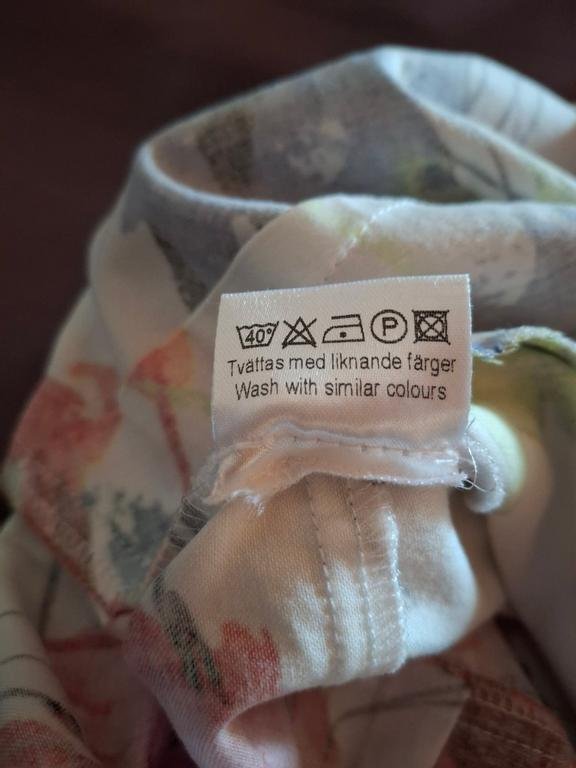 40° P
Tvättas med liknande färger
Wash with similar colours